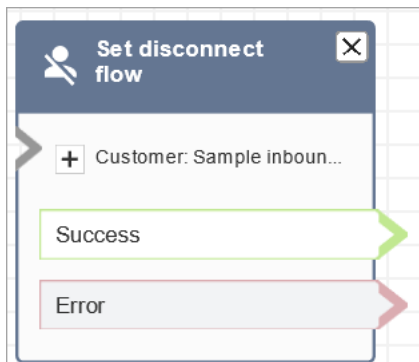 Set disconnect
flow
Customer: Sample inboun...
Success
Error